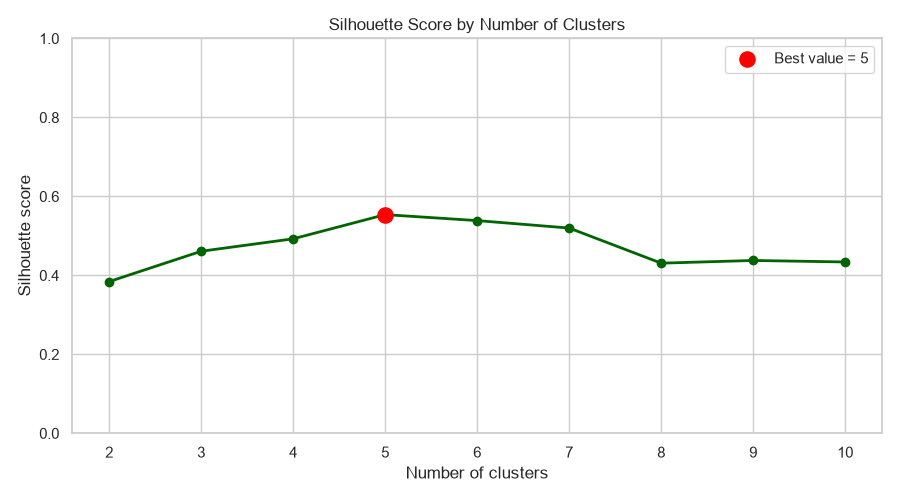 Silhouette Score by Number of Clusters
Best value = 5
Silhouette score
1.0
0.8
0.6
0.4
0.2
0.0
2 3 4 5 6 7 8 9 10
Number of clusters